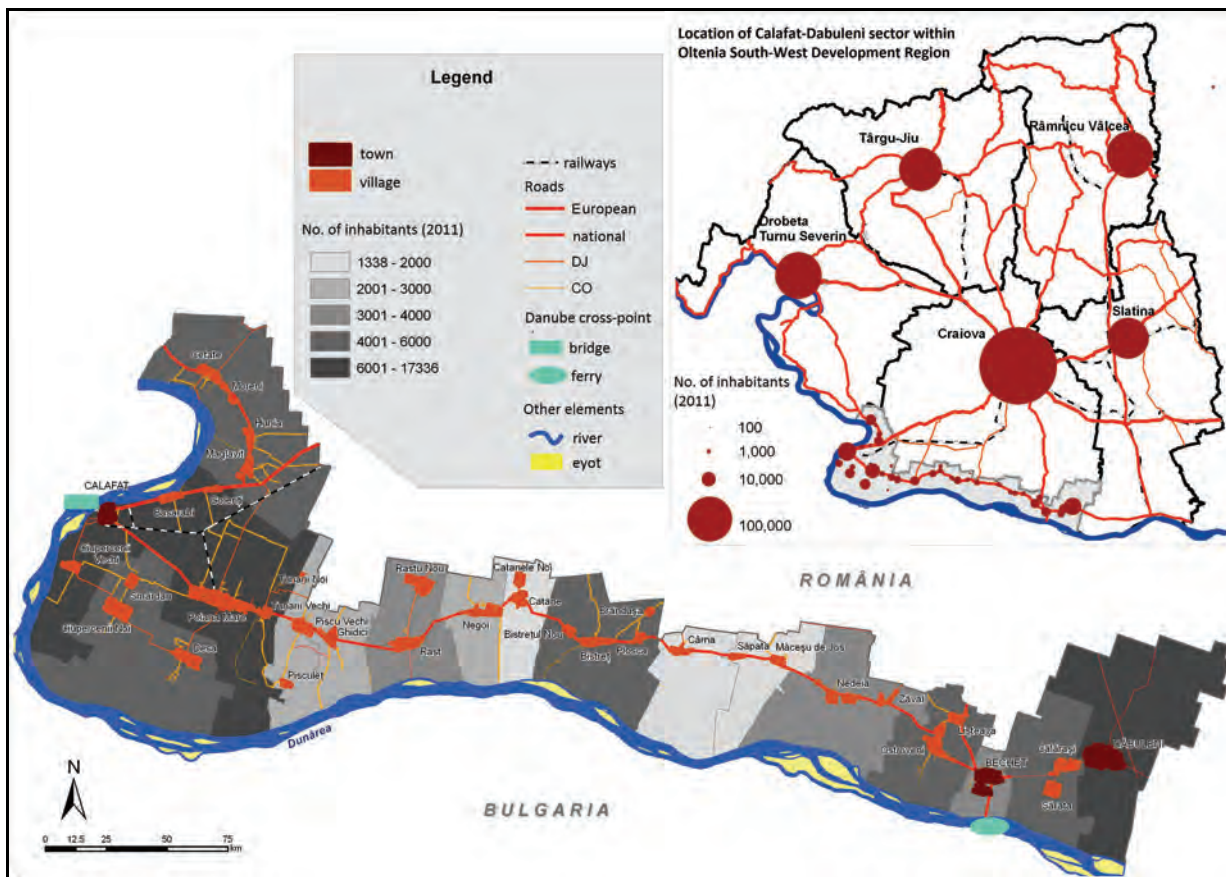 Legend
town
village
No. of inhabitants (2011)
1338 - 2000
2001 - 3000
3001 - 4000
4001 - 6000
6001 - 17336
railways
Roads
European
national
DJ
CO
Danube cross-point
bridge
ferry
Other elements
river
eyot
Location of Calafat-Dabuleni sector within
Oltenia South-West Development Region
Târgu-Jiu
Râmnicu Vâlcea
Drobeta
Turnu Severin
Craiova
Slatina
No. of inhabitants
(2011)
100
1,000
10,000
100,000
Cetate
Moreni
Hunia
Maglavit
CALAFAT
Basarabi
Golenți
Ciupercenii
Vechi
Smârdan
Ciupercenii Noi
Poiana Mare
Desa
Tunarii Noi
Tunarii Vechi
Piscu Vechi
Ghidici
Pisculeț
Rastu Nou
Rast
Negoi
Catanele Noi
Catane
Bistrețul Nou
Bistreț
Brândușa
Plosca
Cârna
Săpata
Măceșu de Jos
Nedeia
Zăval
Ostroveni
Lișteava
BECHET
Călărași
Sărata
DĂBULENI
Dunărea
ROMÂNIA
BULGARIA
N
0 12.5 25 50 75
km